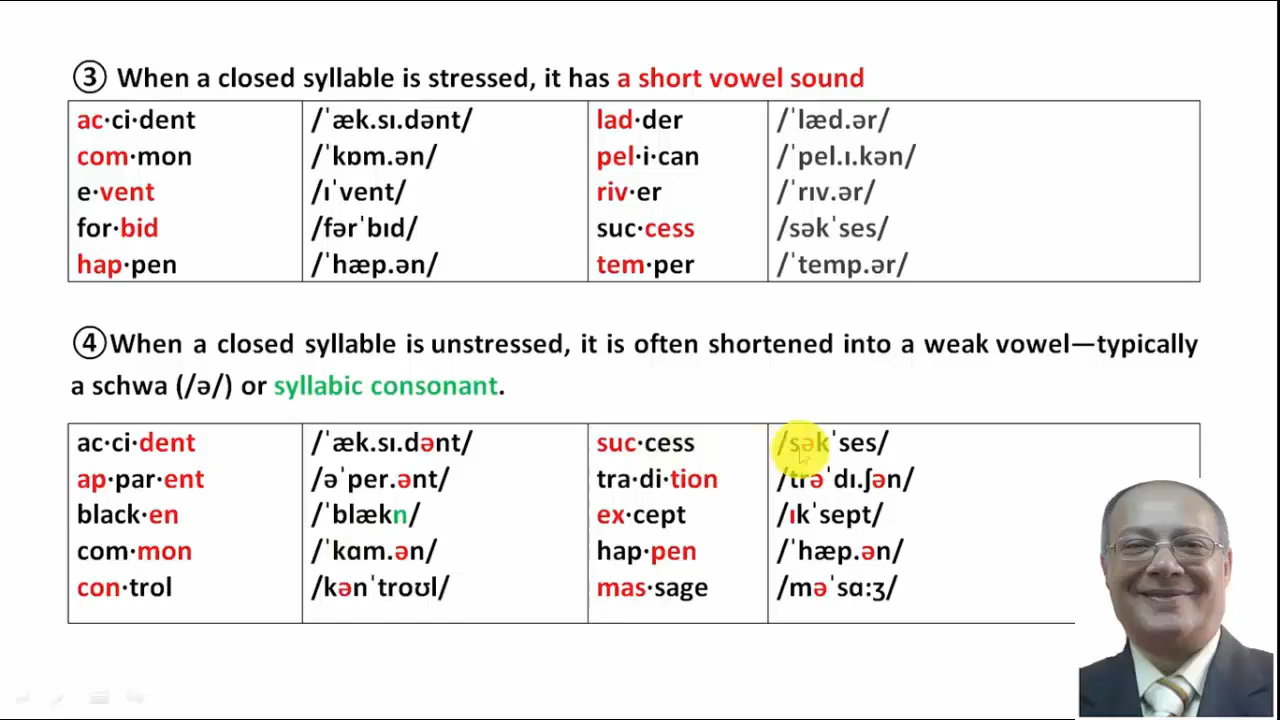 ③ When a closed syllable is stressed, it has a short vowel sound
ac·ci·dent /ˈæk.sɪ.dənt/ lad·der /ˈlæd.ər/
com·mon /ˈkɒm.ən/ pel·i·can /ˈpel.ɪ.kən/
e·vent /ɪˈvent/ riv·er /ˈrɪv.ər/
for·bid /fərˈbɪd/ suc·cess /səkˈses/
hap·pen /ˈhæp.ən/ tem·per /ˈtemp.ər/
④When a closed syllable is unstressed, it is often shortened into a weak vowel—typically
a schwa (/ə/) or syllabic consonant.
ac·ci·dent /ˈæk.sɪ.dənt/ suc·cess /səkˈses/
ap·par·ent /əˈper.ənt/ tra·di·tion /trəˈdɪ.ʃən/
black·en /ˈblækn/ ex·cept /ɪkˈsept/
com·mon /ˈkɑm.ən/ hap·pen /ˈhæp.ən/
con·trol /kənˈtroʊl/ mas·sage /məˈsɑːʒ/